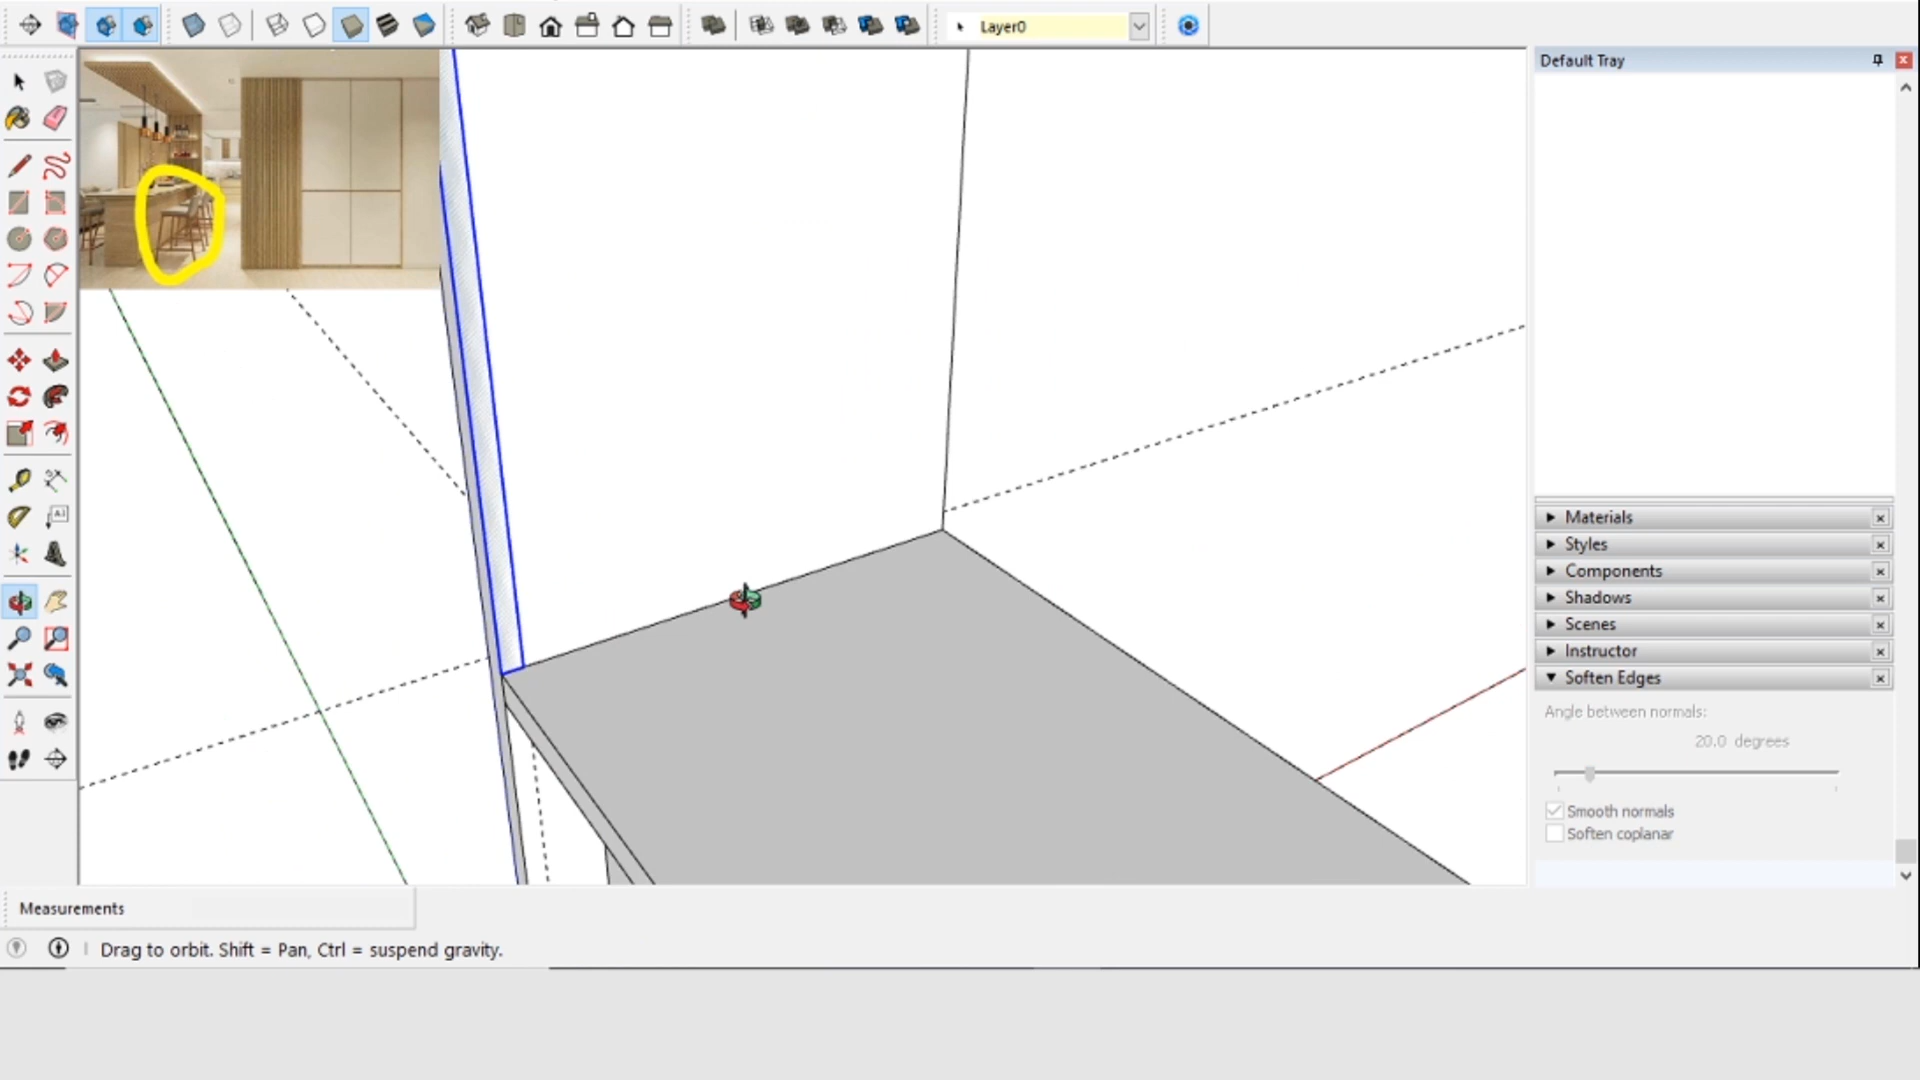 Layer0
Default Tray
Materials
Styles
Components
Shadows
Scenes
Instructor
Soften Edges
Angle between normals:
20.0 degrees
Smooth normals
Soften coplanar
Measurements
Drag to orbit. Shift = Pan, Ctrl = suspend gravity.